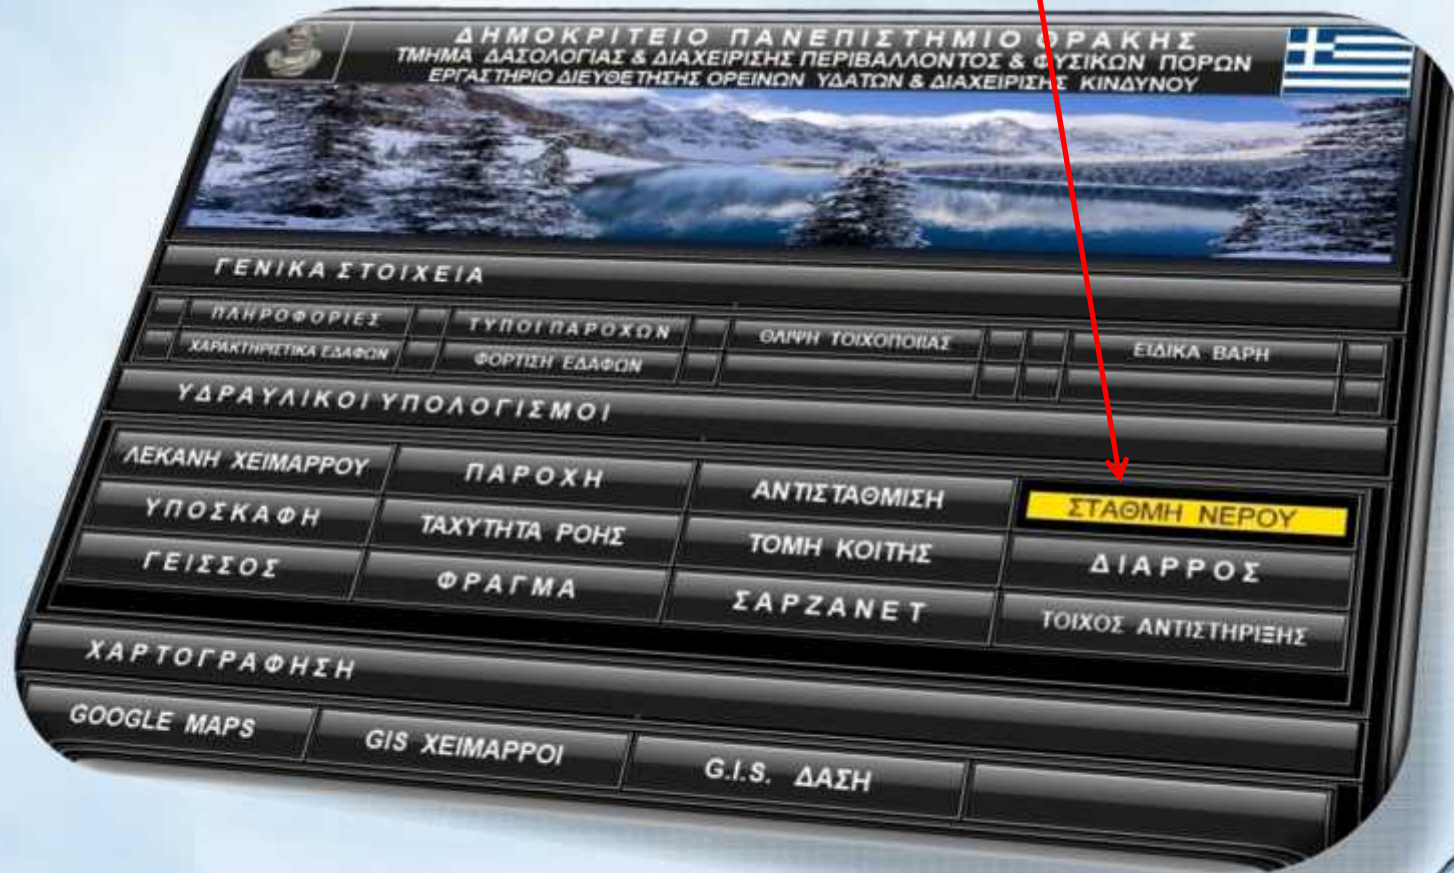 ΔΗΜΟΚΡΙΤΕΙΟ ΠΑΝΕΠΙΣΤΗΜΙΟ ΘΡΑΚΗΣ
ΤΜΗΜΑ ΔΑΣΟΛΟΓΙΑΣ & ΔΙΑΧΕΙΡΙΣΗΣ ΠΕΡΙΒΑΛΛΟΝΤΟΣ & ΦΥΣΙΚΩΝ ΠΟΡΩΝ
ΕΡΓΑΣΤΗΡΙΟ ΔΙΕΥΘΕΤΗΣΗΣ ΟΡΕΙΝΩΝ ΥΔΑΤΩΝ & ΔΙΑΧΕΙΡΙΣΗΣ ΚΙΝΔΥΝΟΥ
ΓΕΝΙΚΑ ΣΤΟΙΧΕΙΑ
ΠΛΗΡΟΦΟΡΙΕΣ ΤΥΠΟΙ ΠΑΡΟΧΩΝ ΘΛΙΨΗ ΤΟΙΧΟΠΟΙΙΑΣ ΕΙΔΙΚΑ ΒΑΡΗ
ΧΑΡΑΚΤΗΡΙΣΤΙΚΑ ΕΔΑΦΩΝ ΦΟΡΤΙΣΗ ΕΔΑΦΩΝ
ΥΔΡΑΥΛΙΚΟΙ ΥΠΟΛΟΓΙΣΜΟΙ
ΛΕΚΑΝΗ ΧΕΙΜΑΡΡΟΥ ΠΑΡΟΧΗ ΑΝΤΙΣΤΑΘΜΙΣΗ ΣΤΑΘΜΗ ΝΕΡΟΥ
ΥΠΟΣΚΑΦΗ ΤΑΧΥΤΗΤΑ ΡΟΗΣ ΤΟΜΗ ΚΟΙΤΗΣ ΔΙΑΡΡΟΣ
ΓΕΙΣΣΟΣ ΦΡΑΓΜΑ ΣΑΡΖΑΝΕΤ ΤΟΙΧΟΣ ΑΝΤΙΣΤΗΡΙΞΗΣ
ΧΑΡΤΟΓΡΑΦΗΣΗ
GOOGLE MAPS GIS ΧΕΙΜΑΡΡΟΙ G.I.S. ΔΑΣΗ